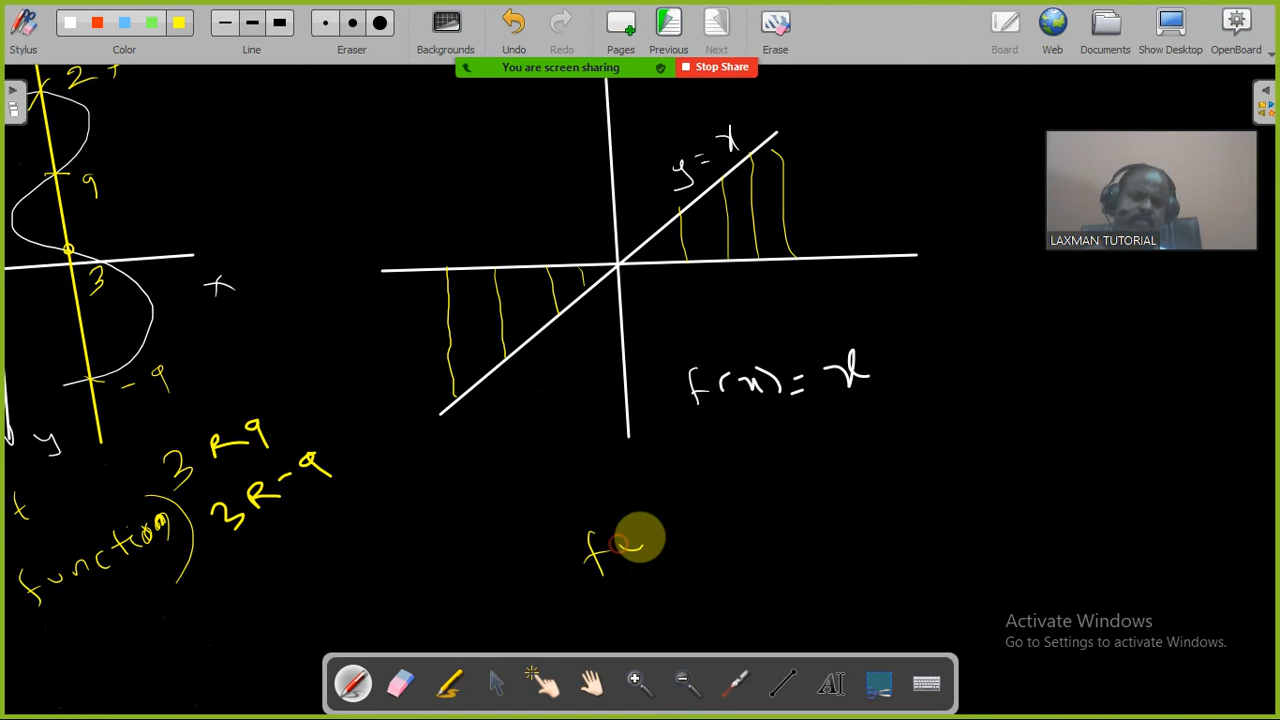 Stylus
Color
Line
Eraser
Backgrounds
Undo
Redo
Pages
Previous
Next
Erase
Board
Web
Documents
Show Desktop
OpenBoard
You are screen sharing
Stop Share
2
9
3
-9
y
y = x
f(x) = x
LAXMAN TUTORIAL
3 R 9
3 R -9
function)
f
Activate Windows
Go to Settings to activate Windows.